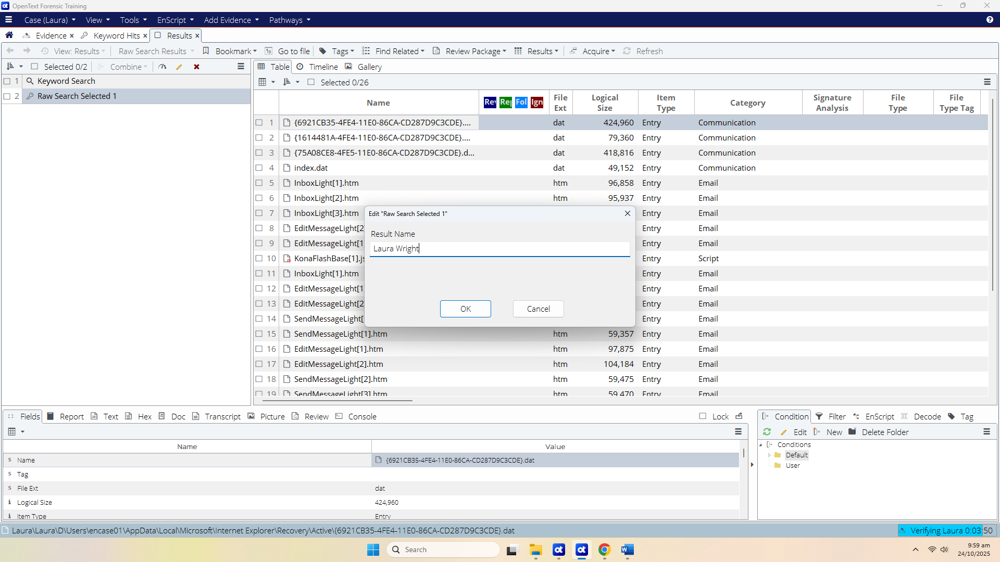 OpenText Forensic Training
Case (Laura) View Tools EnScript Add Evidence Pathways
Evidence Keyword Hits Results
View: Results Raw Search Results Bookmark Go to file Tags Find Related Review Package Results Acquire Refresh
Selected 0/2 Combine
1 Keyword Search
2 Raw Search Selected 1
Table Timeline Gallery
Selected 0/26
Name Rev Rep Fol Ign File Ext Logical Size Item Type Category Signature Analysis File Type File Type Tag
1 {6921CB35-4FE4-11E0-86CA-CD287D9C3CDE}.... dat 424,960 Entry Communication
2 {1614481A-4FE4-11E0-86CA-CD287D9C3CDE}.... dat 79,360 Entry Communication
3 {75A08CE8-4FE5-11E0-86CA-CD287D9C3CDE}.d... dat 418,816 Entry Communication
4 index.dat dat 49,152 Entry Communication
5 InboxLight[1].htm htm 96,858 Entry Email
6 InboxLight[2].htm htm 95,937 Entry Email
7 InboxLight[3].htm Entry Email
8 EditMessageLight[2 Entry Email
9 EditMessageLight[1 Entry Email
10 KonaFlashBase[1].js Entry Script
11 InboxLight[1].htm Entry Email
12 EditMessageLight[1 Entry Email
13 EditMessageLight[2 Entry Email
14 SendMessageLight[ Entry Email
15 SendMessageLight[1].htm htm 59,357 Entry Email
16 EditMessageLight[1].htm htm 97,875 Entry Email
17 EditMessageLight[2].htm htm 104,184 Entry Email
18 SendMessageLight[2].htm htm 59,475 Entry Email
19 SendMessageLight[3].htm htm 59,470 Entry Email
Edit "Raw Search Selected 1"
Result Name
Laura Wright
OK Cancel
Fields Report Text Hex Doc Transcript Picture Review Console Lock
Name Value
Name {6921CB35-4FE4-11E0-86CA-CD287D9C3CDE}.dat
Tag
File Ext dat
Logical Size 424,960
Item Type Entry
Condition Filter EnScript Decode Tag
Edit New Delete Folder
Conditions
Default
User
Laura\Laura\D\Users\encase01\AppData\Local\Microsoft\Internet Explorer\Recovery\Active\{6921CB35-4FE4-11E0-86CA-CD287D9C3CDE}.dat
Verifying Laura 0:03:50
Search
9:59 am
24/10/2025